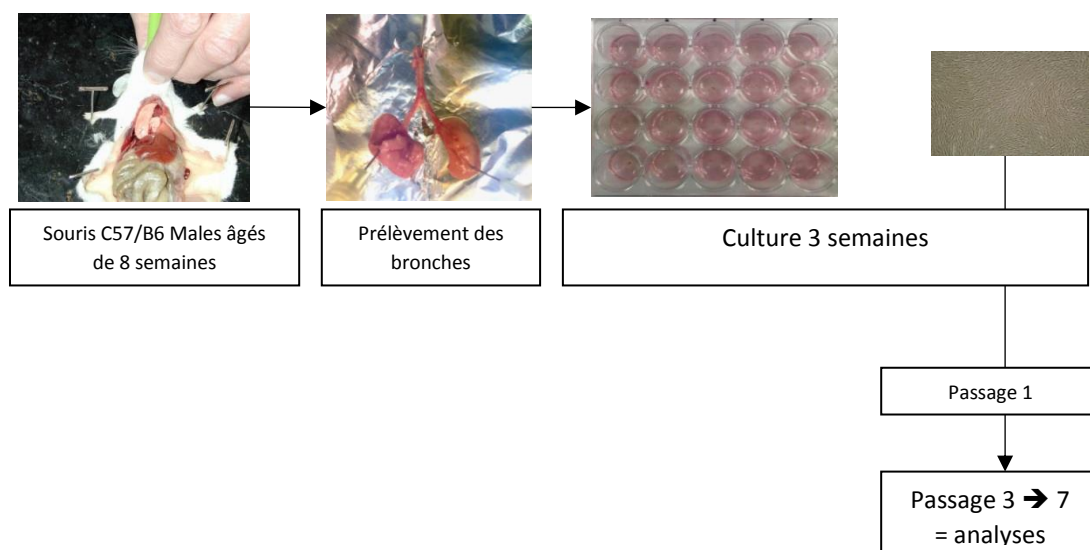 Souris C57/B6 Males âgés
de 8 semaines
Prélèvement des
bronches
Culture 3 semaines
Passage 1
Passage 3 ➔ 7
= analyses